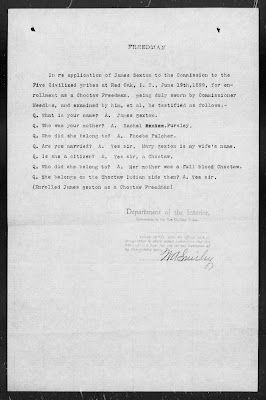 FREEDMAN
In re application of James Sexton to the Commission to the
Five Civilized Tribes at Red Oak, I. T., June 19th, 1899, for en-
rollment as a Choctaw Freedman. Being duly sworn by Commissioner
Needles, and examined by him, et al, he testified as follows:-
Q. What is your name? A. James Sexton.
Q. Who was your mother? A. Rachel Pursley.
Q. Who did she belong to? A. Phoebe Fulcher.
Q. Are you married? A. Yes sir. Mary Sexton is my wife's name.
Q. Is she a citizen? A. Yes sir, a Choctaw.
Q. Who did she belong to? A. Her mother was a full blood Choctaw.
Q. She belongs on the Choctaw Indian side then? A. Yes sir.
(Enrolled James Sexton as a Choctaw Freedman)
Department of the Interior,